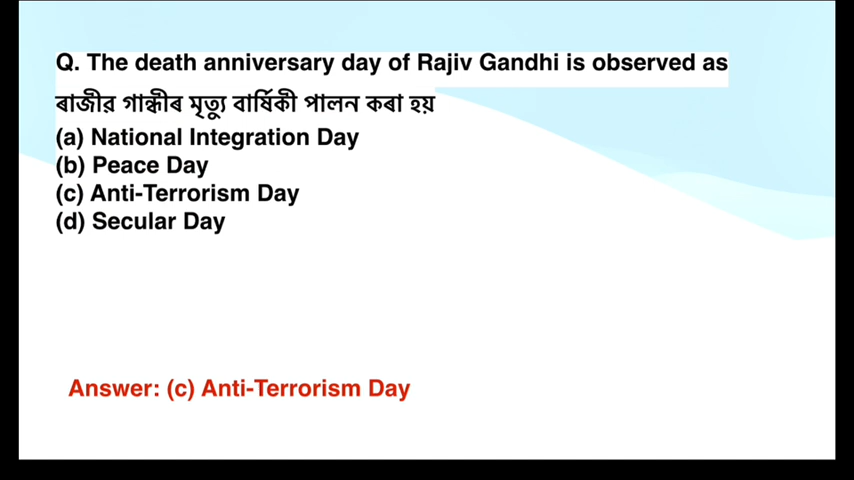 Q. The death anniversary day of Rajiv Gandhi is observed as
ৰাজীৱ গান্ধীৰ মৃত্যু বাৰ্ষিকী পালন কৰা হয়
(a) National Integration Day
(b) Peace Day
(c) Anti-Terrorism Day
(d) Secular Day
Answer: (c) Anti-Terrorism Day